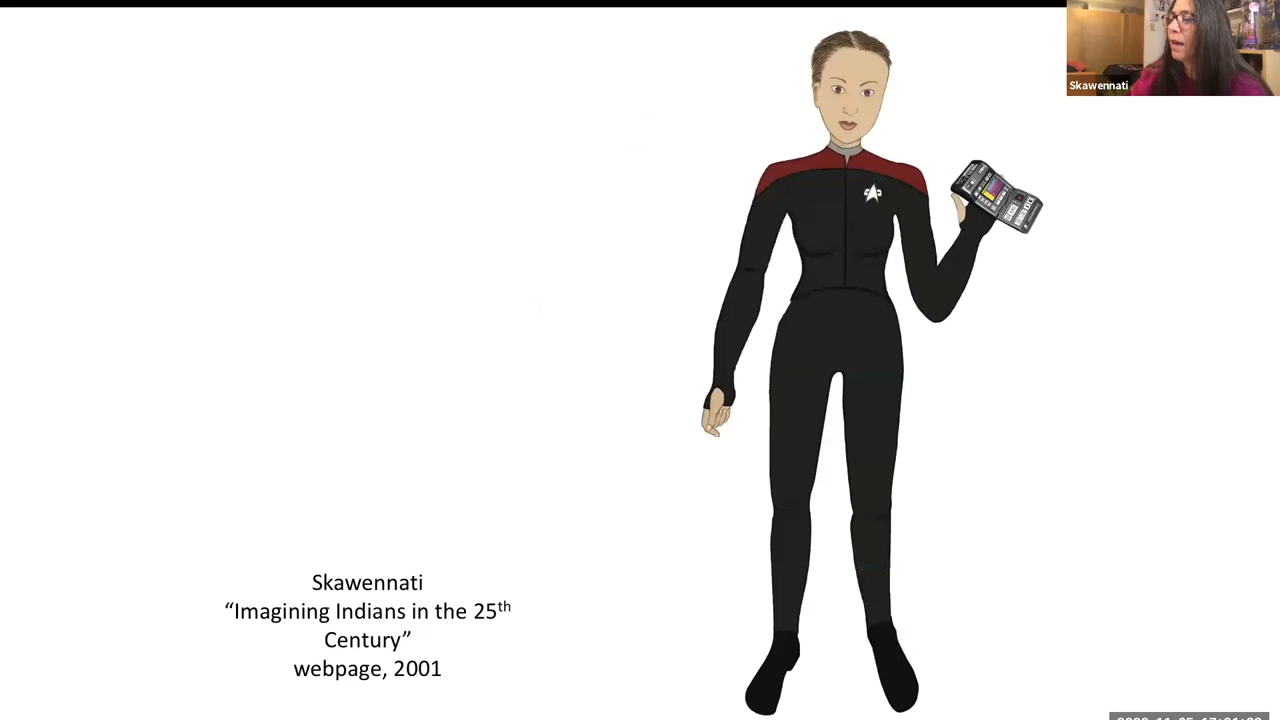 Skawennati
Skawennati
“Imagining Indians in the 25th
Century”
webpage, 2001